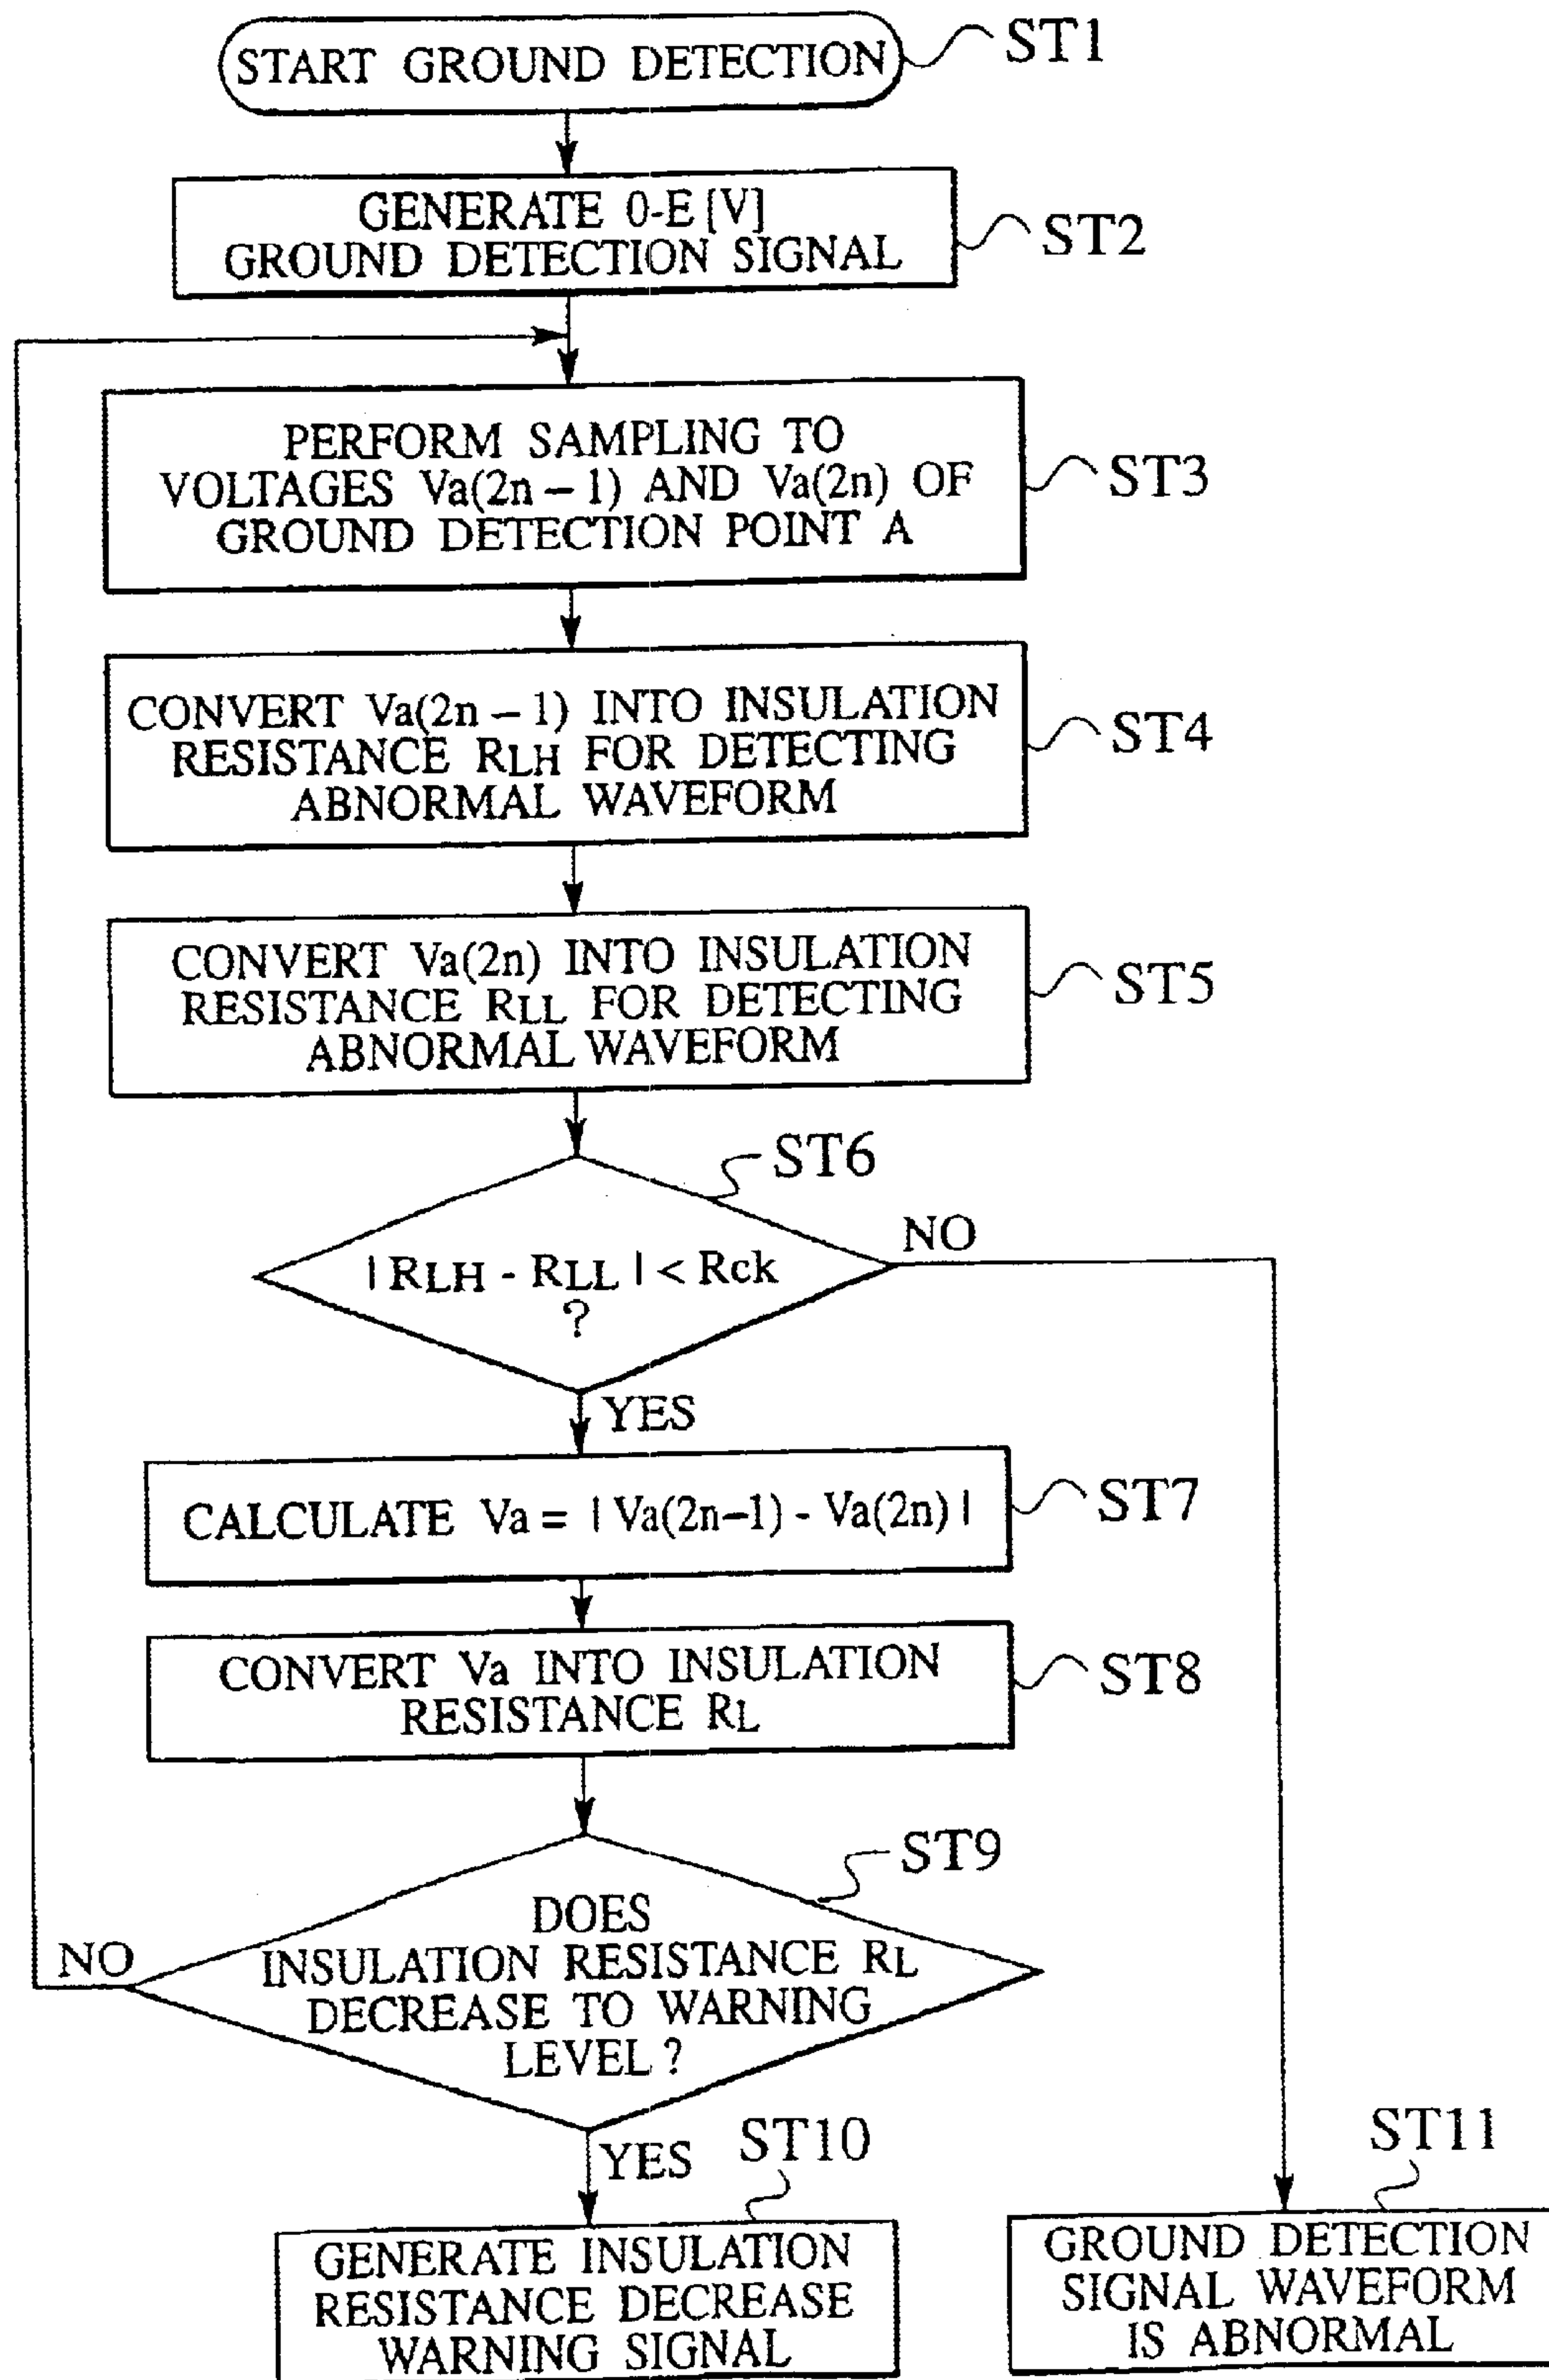 START GROUND DETECTION
ST1
GENERATE 0-E [V]
GROUND DETECTION SIGNAL
ST2
PERFORM SAMPLING TO
VOLTAGES Va(2n – 1) AND Va(2n) OF
GROUND DETECTION POINT A
ST3
CONVERT Va(2n – 1) INTO INSULATION
RESISTANCE RLH FOR DETECTING
ABNORMAL WAVEFORM
ST4
CONVERT Va(2n) INTO INSULATION
RESISTANCE RLL FOR DETECTING
ABNORMAL WAVEFORM
ST5
ST6
| RLH - RLL | < Rck
?
NO
YES
CALCULATE Va = | Va(2n–1) - Va(2n) |
ST7
CONVERT Va INTO INSULATION
RESISTANCE RL
ST8
ST9
DOES
INSULATION RESISTANCE RL
DECREASE TO WARNING
LEVEL ?
NO
YES
ST10
GENERATE INSULATION
RESISTANCE DECREASE
WARNING SIGNAL
ST11
GROUND DETECTION
SIGNAL WAVEFORM
IS ABNORMAL